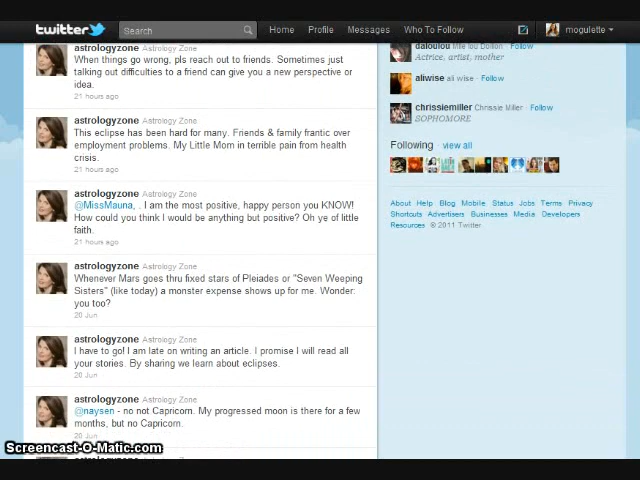 twitter Search Home Profile Messages Who To Follow mogulette
astrologyzone Astrology Zone
When things go wrong, pls reach out to friends. Sometimes just
talking out difficulties to a friend can give you a new perspective or
idea.
21 hours ago
astrologyzone Astrology Zone
This eclipse has been hard for many. Friends & family frantic over
employment problems. My Little Mom in terrible pain from health
crisis.
21 hours ago
astrologyzone Astrology Zone
@MissMauna, . I am the most positive, happy person you KNOW!
How could you think I would be anything but positive? Oh ye of little
faith.
21 hours ago
astrologyzone Astrology Zone
Whenever Mars goes thru fixed stars of Pleiades or "Seven Weeping
Sisters" (like today) a monster expense shows up for me. Wonder:
you too?
20 Jun
astrologyzone Astrology Zone
I have to go! I am late on writing an article. I promise I will read all
your stories. By sharing we learn about eclipses.
20 Jun
astrologyzone Astrology Zone
@naysen - no not Capricorn. My progressed moon is there for a few
months, but no Capricorn.
20 Jun
Screencast-O-Matic.com
daloulou Follow
Actrice, artist, mother
aliwise ali wise · Follow
chrissiemiller Chrissie Miller · Follow
SOPHOMORE
Following · view all
About Help Blog Mobile Status Jobs Terms Privacy
Shortcuts Advertisers Businesses Media Developers
Resources © 2011 Twitter